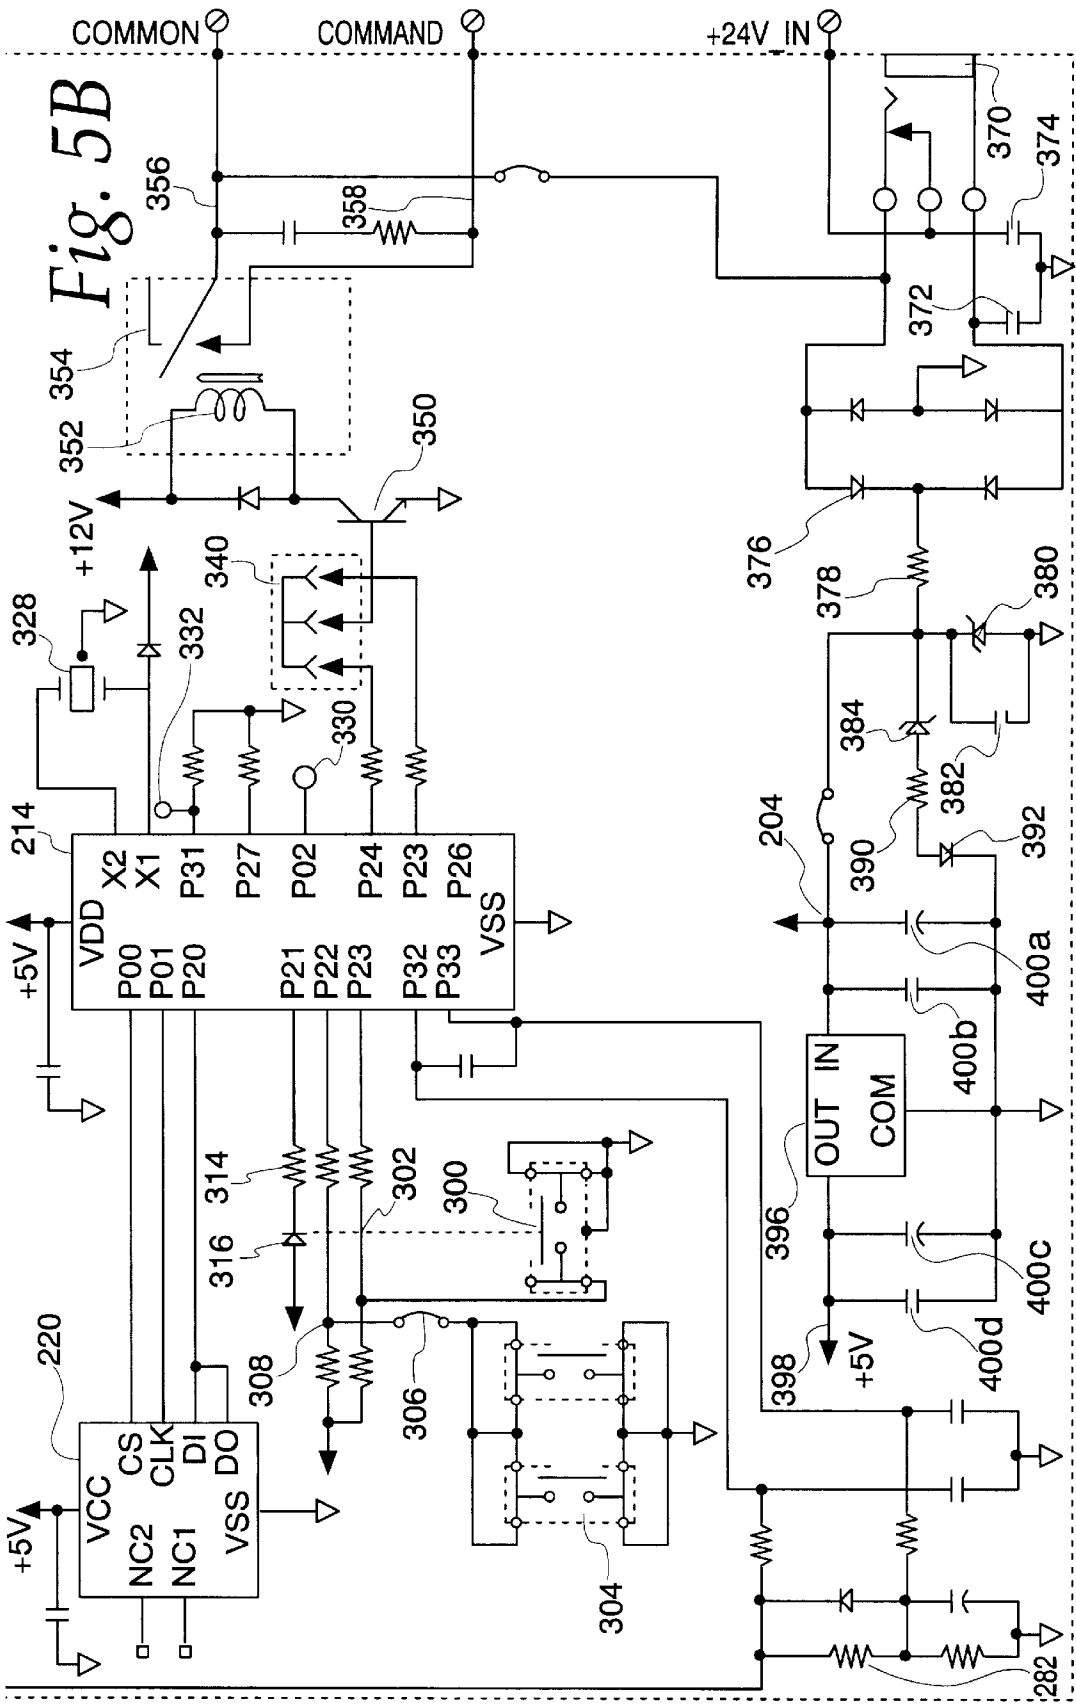 COMMON
COMMAND
+24V_IN
Fig. 5B
356
358
370
374
372
354
352
350
+12V
340
328
332
330
376
378
380
384
382
390
392
204
214
+5V
VDD
X2
X1
P31
P27
P02
P24
P23
P26
VSS
P00
P01
P20
P21
P22
P23
P32
P33
400a
400b
IN
OUT
COM
396
400c
400d
398
+5V
314
316
302
300
308
306
304
220
+5V
VCC
CS
CLK
DI
DO
NC2
NC1
VSS
282